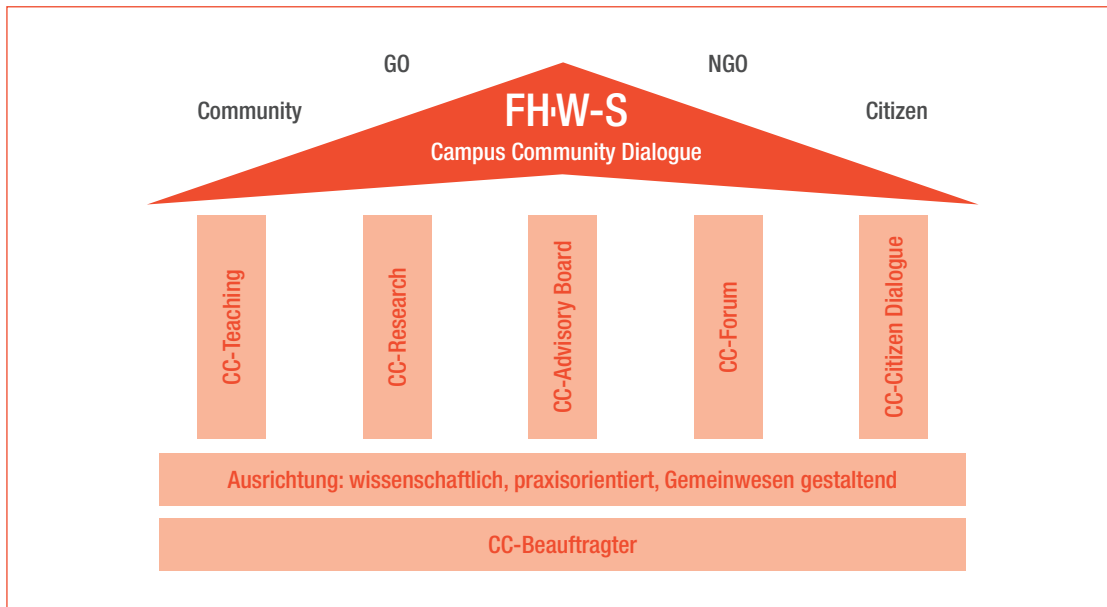 GO
NGO
Community
FH·W-S
Citizen
Campus Community Dialogue
CC-Teaching
CC-Research
CC-Advisory Board
CC-Forum
CC-Citizen Dialogue
Ausrichtung: wissenschaftlich, praxisorientiert, Gemeinwesen gestaltend
CC-Beauftragter